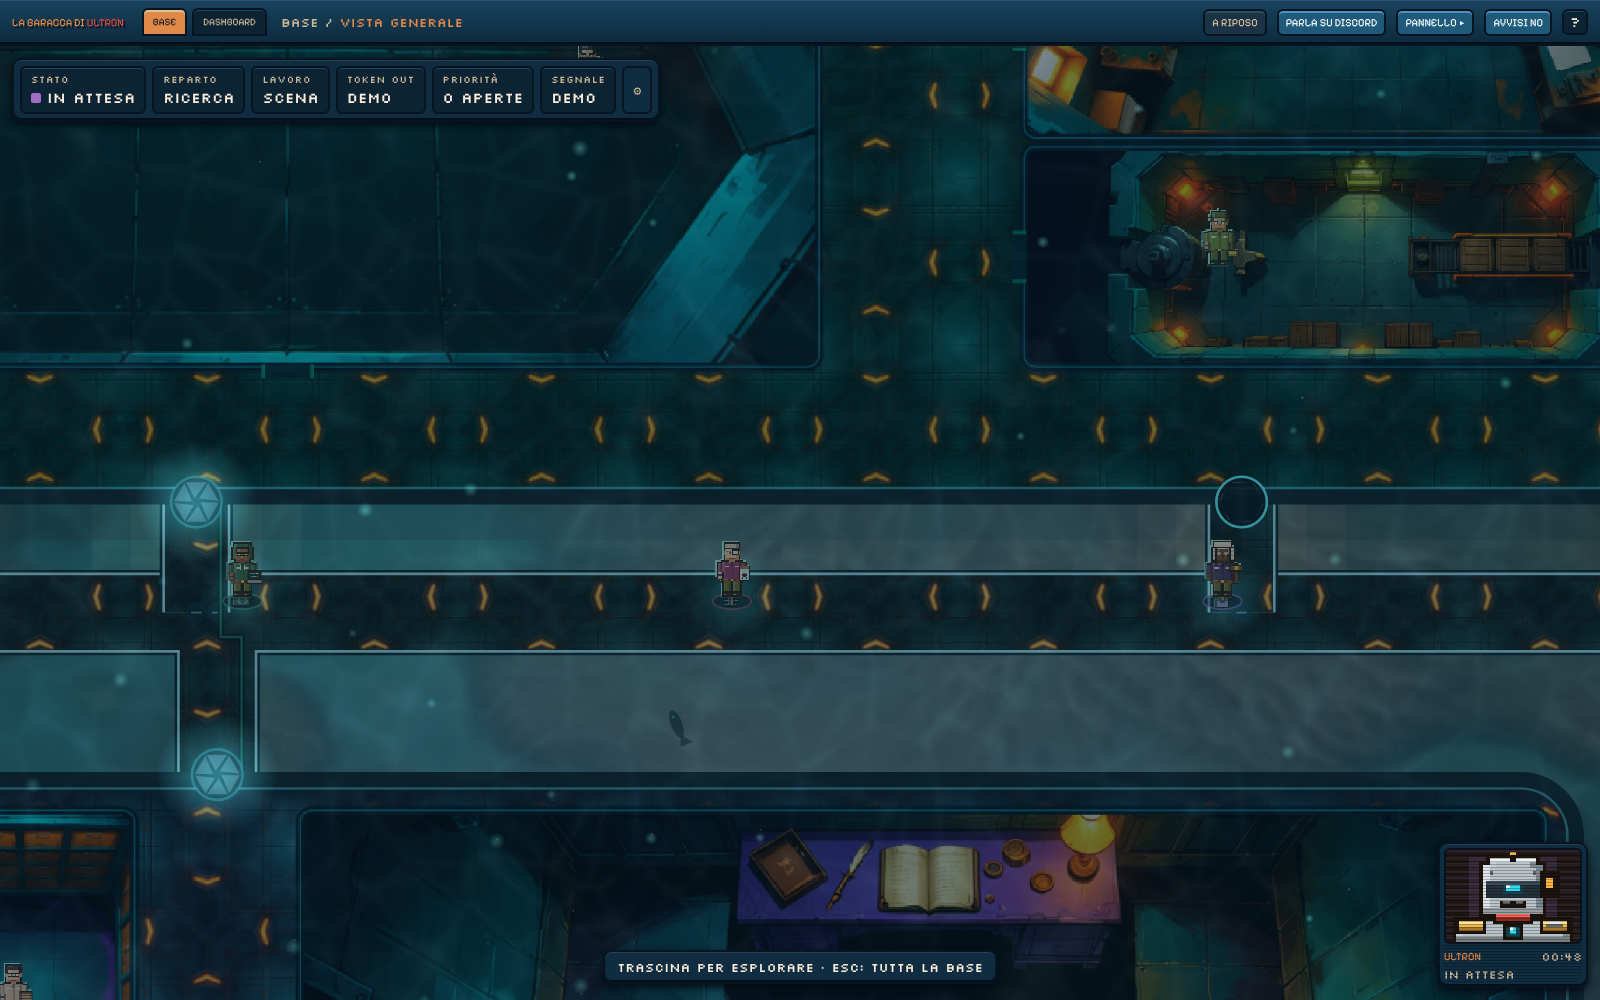 LA BARACCA DI ULTRON
BASE
DASHBOARD
BASE / VISTA GENERALE
A RIPOSO
PARLA SU DISCORD
PANNELLO ▸
AVVISI NO
?
STATO
IN ATTESA
REPARTO
RICERCA
LAVORO
SCENA
TOKEN OUT
DEMO
PRIORITÀ
0 APERTE
SEGNALE
DEMO
TRASCINA PER ESPLORARE · ESC: TUTTA LA BASE
ULTRON
00:48
IN ATTESA